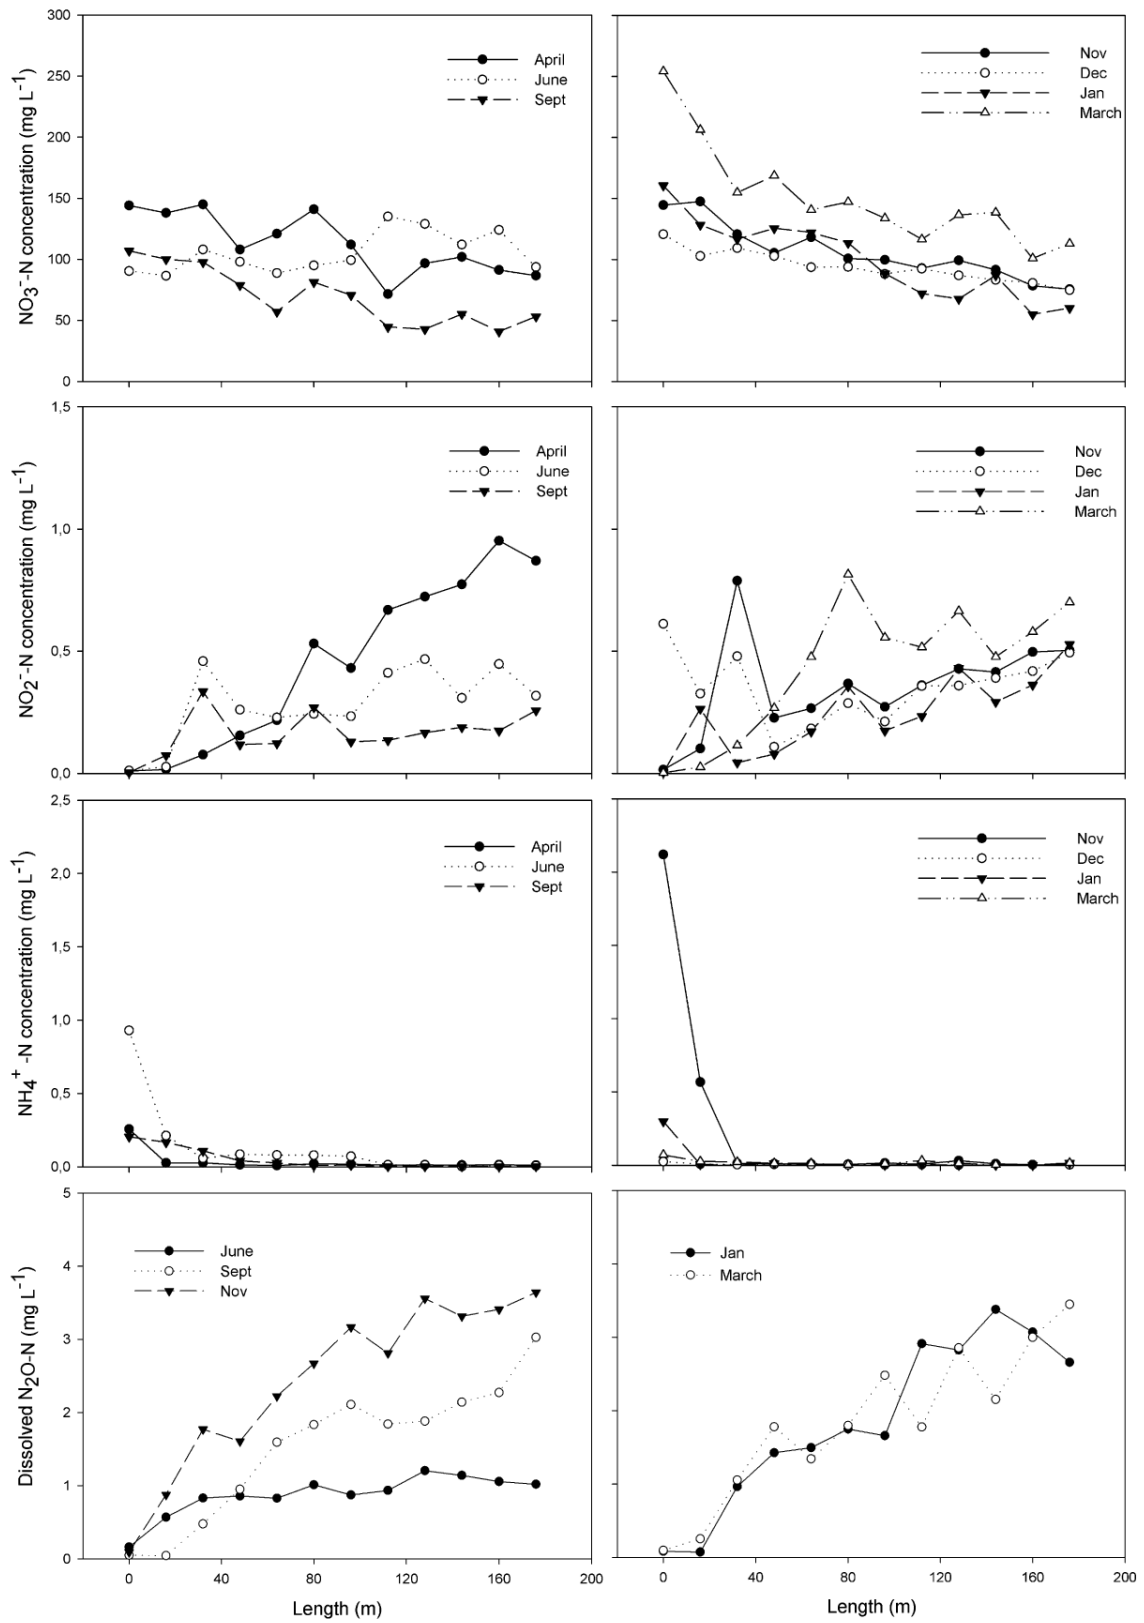 NO3⁻-N concentration (mg L⁻¹)
300
250
200
150
100
50
0
April
June
Sept
Nov
Dec
Jan
March
NO2⁻-N concentration (mg L⁻¹)
1,5
1,0
0,5
0,0
April
June
Sept
Nov
Dec
Jan
March
NH4⁺ -N concentration (mg L⁻¹)
2,5
2,0
1,5
1,0
0,5
0,0
April
June
Sept
Nov
Dec
Jan
March
Dissolved N2O-N (mg L⁻¹)
5
4
3
2
1
0
June
Sept
Nov
Jan
March
0 40 80 120 160 200
Length (m)
0 40 80 120 160 200
Length (m)